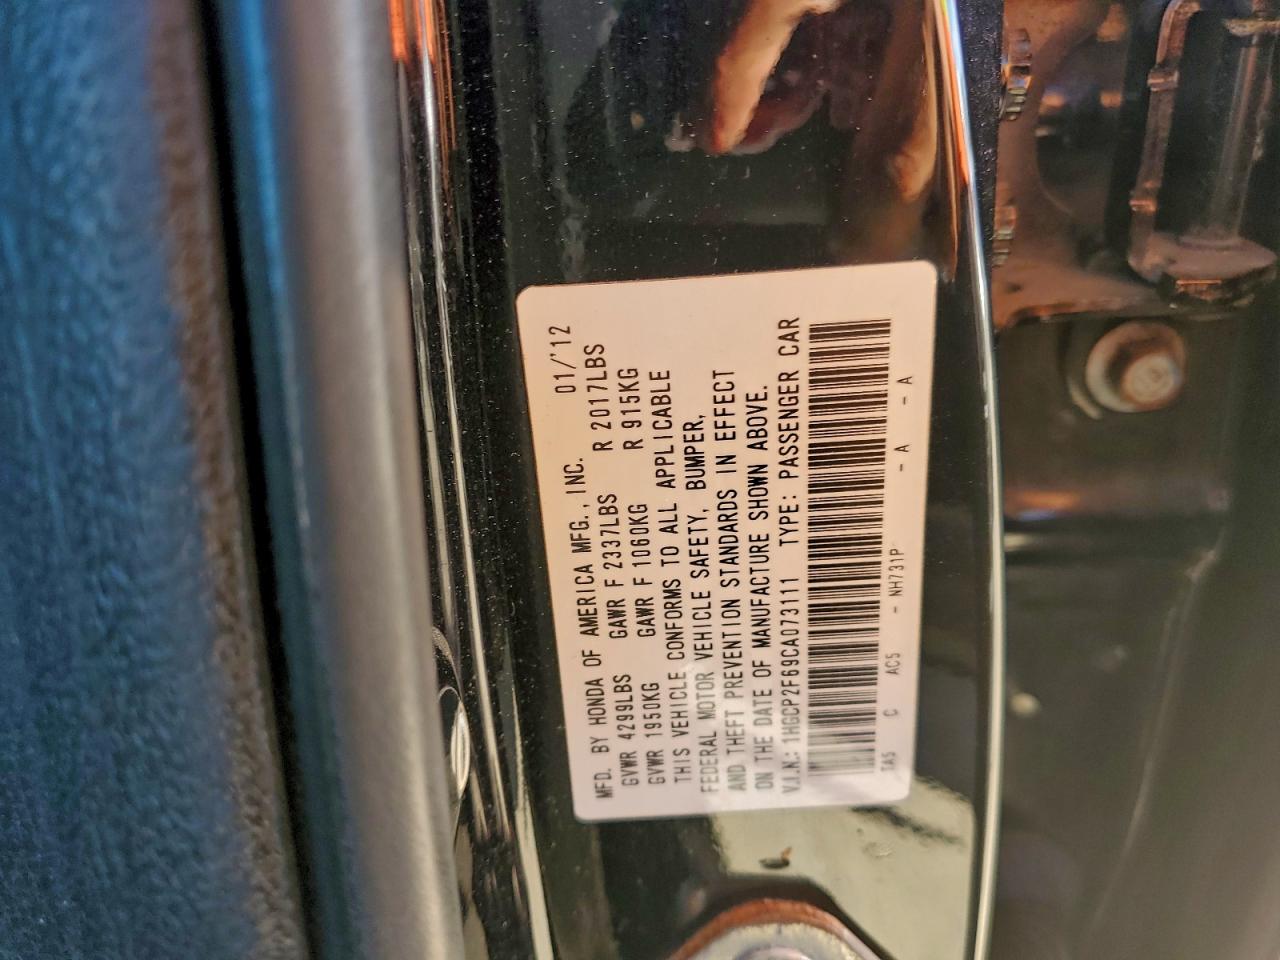 MFD. BY HONDA OF AMERICA MFG., INC. 01/'12
GVWR 4299LBS GAWR F 2337LBS R 2017LBS
GVWR 1950KG GAWR F 1060KG R 915KG
THIS VEHICLE CONFORMS TO ALL APPLICABLE
FEDERAL MOTOR VEHICLE SAFETY, BUMPER,
AND THEFT PREVENTION STANDARDS IN EFFECT
ON THE DATE OF MANUFACTURE SHOWN ABOVE.
V.I.N.: 1HGCP2F69CA073111 TYPE: PASSENGER CAR
TA5 C AC5 - NH731P - A - A